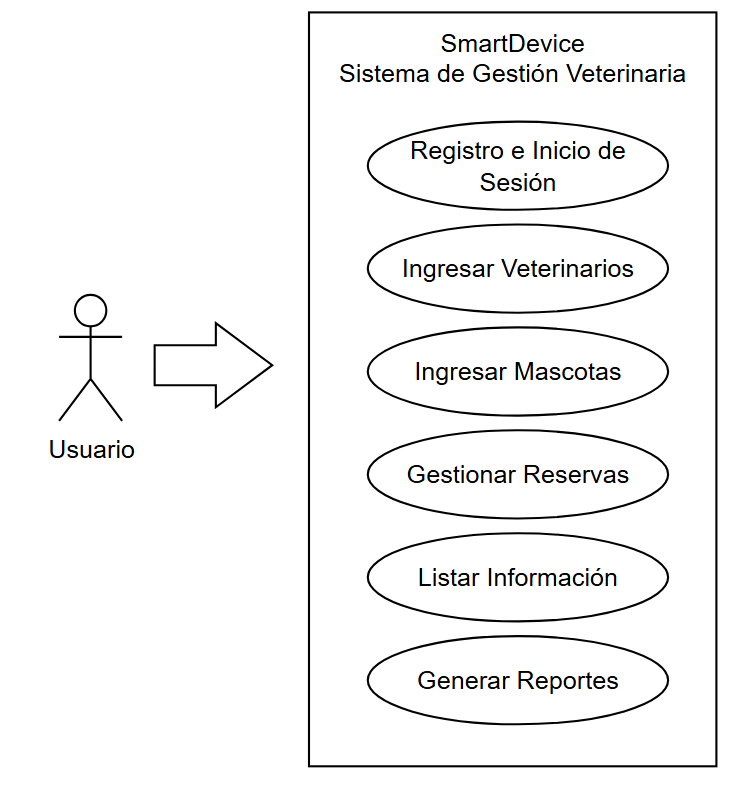 SmartDevice
Sistema de Gestión Veterinaria
Registro e Inicio de
Sesión
Ingresar Veterinarios
Ingresar Mascotas
Gestionar Reservas
Listar Información
Generar Reportes
Usuario